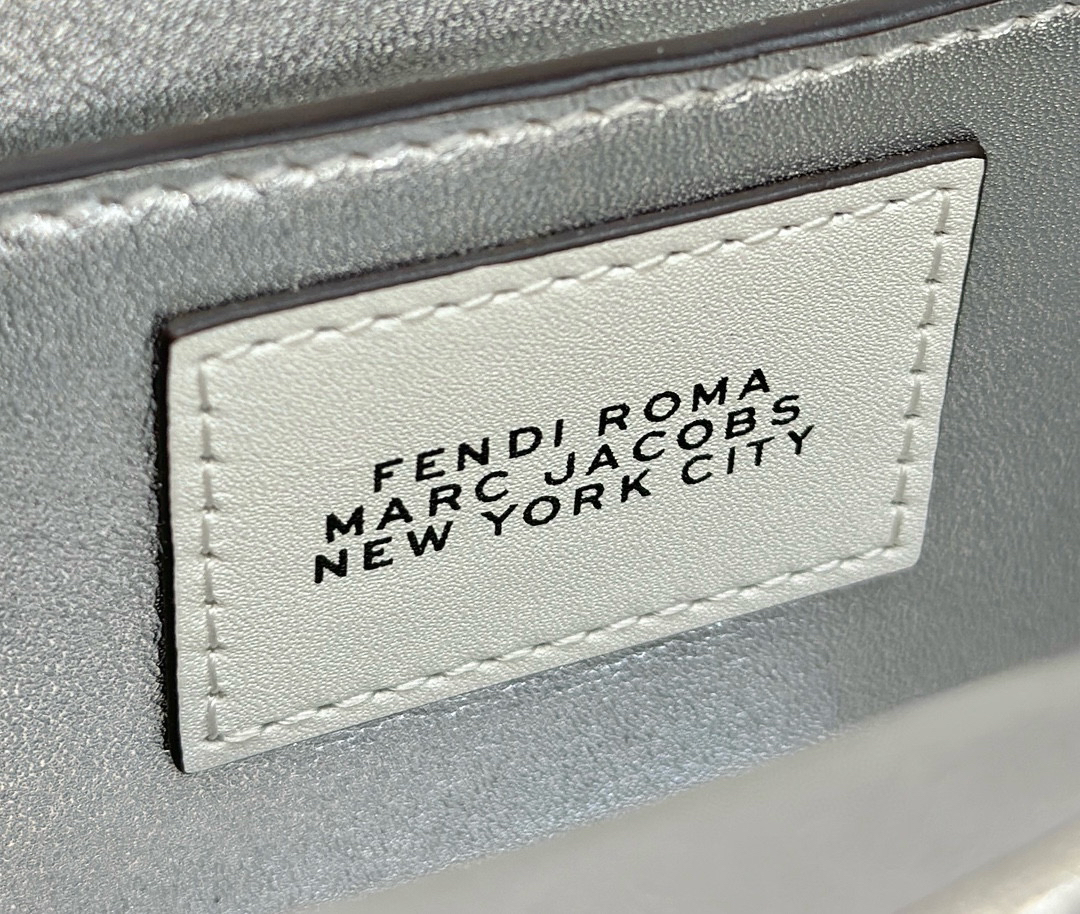 FENDI ROMA
MARC JACOBS
NEW YORK CITY